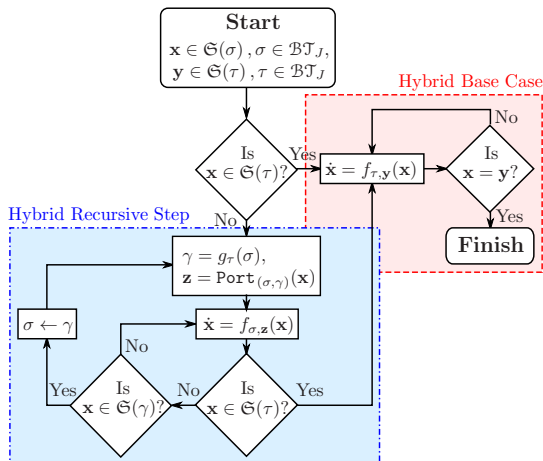 Start
𝐱 ∈ 𝔖(σ) , σ ∈ ℬ𝒯_J,
𝐲 ∈ 𝔖(τ) , τ ∈ ℬ𝒯_J
Hybrid Base Case
No
Is
𝐱 ∈ 𝔖(τ)?
Yes
ẋ = f_{τ,𝐲}(𝐱)
Is
𝐱 = 𝐲?
Yes
Finish
No
Hybrid Recursive Step
γ = g_τ(σ),
𝐳 = Port_{(σ,γ)}(𝐱)
σ ← γ
ẋ = f_{σ,𝐳}(𝐱)
No
Yes
Is
𝐱 ∈ 𝔖(γ)?
No
Is
𝐱 ∈ 𝔖(τ)?
Yes